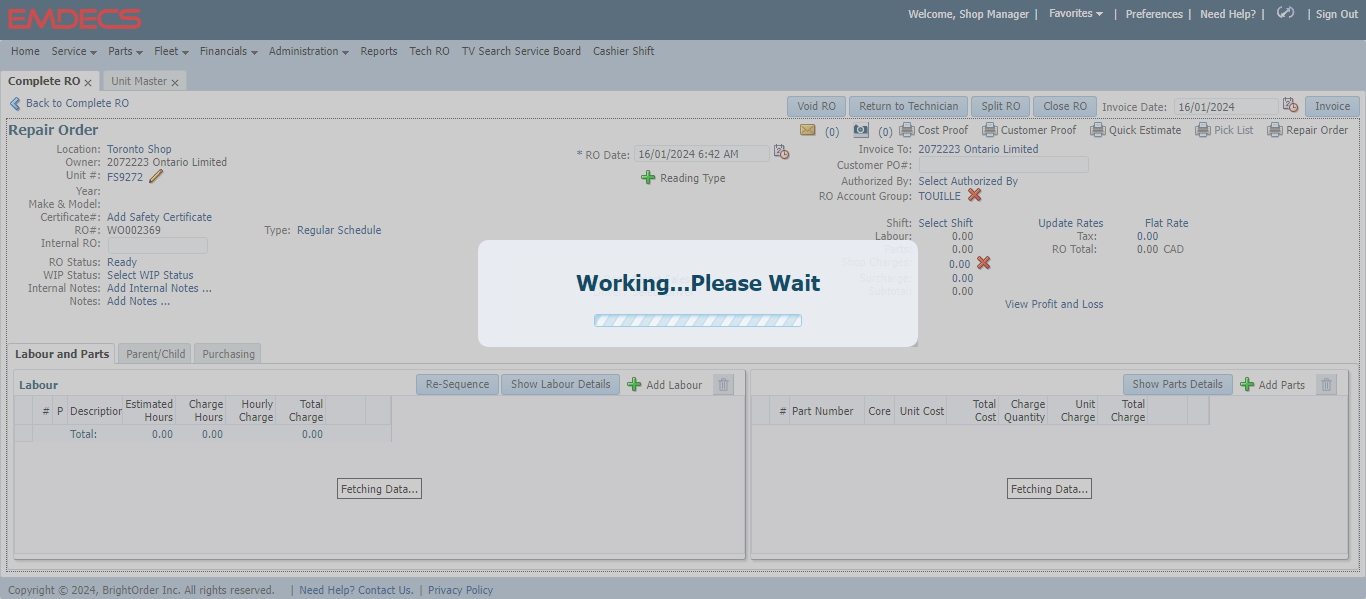 EMDECS
Welcome, Shop Manager | Favorites | Preferences | Need Help? | | Sign Out
Home Service Parts Fleet Financials Administration Reports Tech RO TV Search Service Board Cashier Shift
Complete RO x Unit Master x
Back to Complete RO
Void RO Return to Technician Split RO Close RO Invoice Date: 16/01/2024 Invoice
Repair Order
(0) (0) Cost Proof Customer Proof Quick Estimate Pick List Repair Order
Location: Toronto Shop
Owner: 2072223 Ontario Limited
Unit #: FS9272
Year:
Make & Model:
Certificate#: Add Safety Certificate
RO#: WO002369
Internal RO:
RO Status: Ready
WIP Status: Select WIP Status
Internal Notes: Add Internal Notes ...
Notes: Add Notes ...
Type: Regular Schedule
* RO Date: 16/01/2024 6:42 AM
Reading Type
Invoice To: 2072223 Ontario Limited
Customer PO#:
Authorized By: Select Authorized By
RO Account Group: TOUILLE
Shift: Select Shift Update Rates Flat Rate
Labour: 0.00 Tax: 0.00
0.00 RO Total: 0.00 CAD
Shop Charges: 0.00
0.00
Subtotal: 0.00
View Profit and Loss
Working...Please Wait
Labour and Parts Parent/Child Purchasing
Labour Re-Sequence Show Labour Details Add Labour
# P Description Estimated Hours Charge Hours Hourly Charge Total Charge
Total: 0.00 0.00 0.00
Fetching Data...
Show Parts Details Add Parts
# Part Number Core Unit Cost Total Cost Charge Quantity Unit Charge Total Charge
Fetching Data...
Copyright © 2024, BrightOrder Inc. All rights reserved. | Need Help? Contact Us. | Privacy Policy